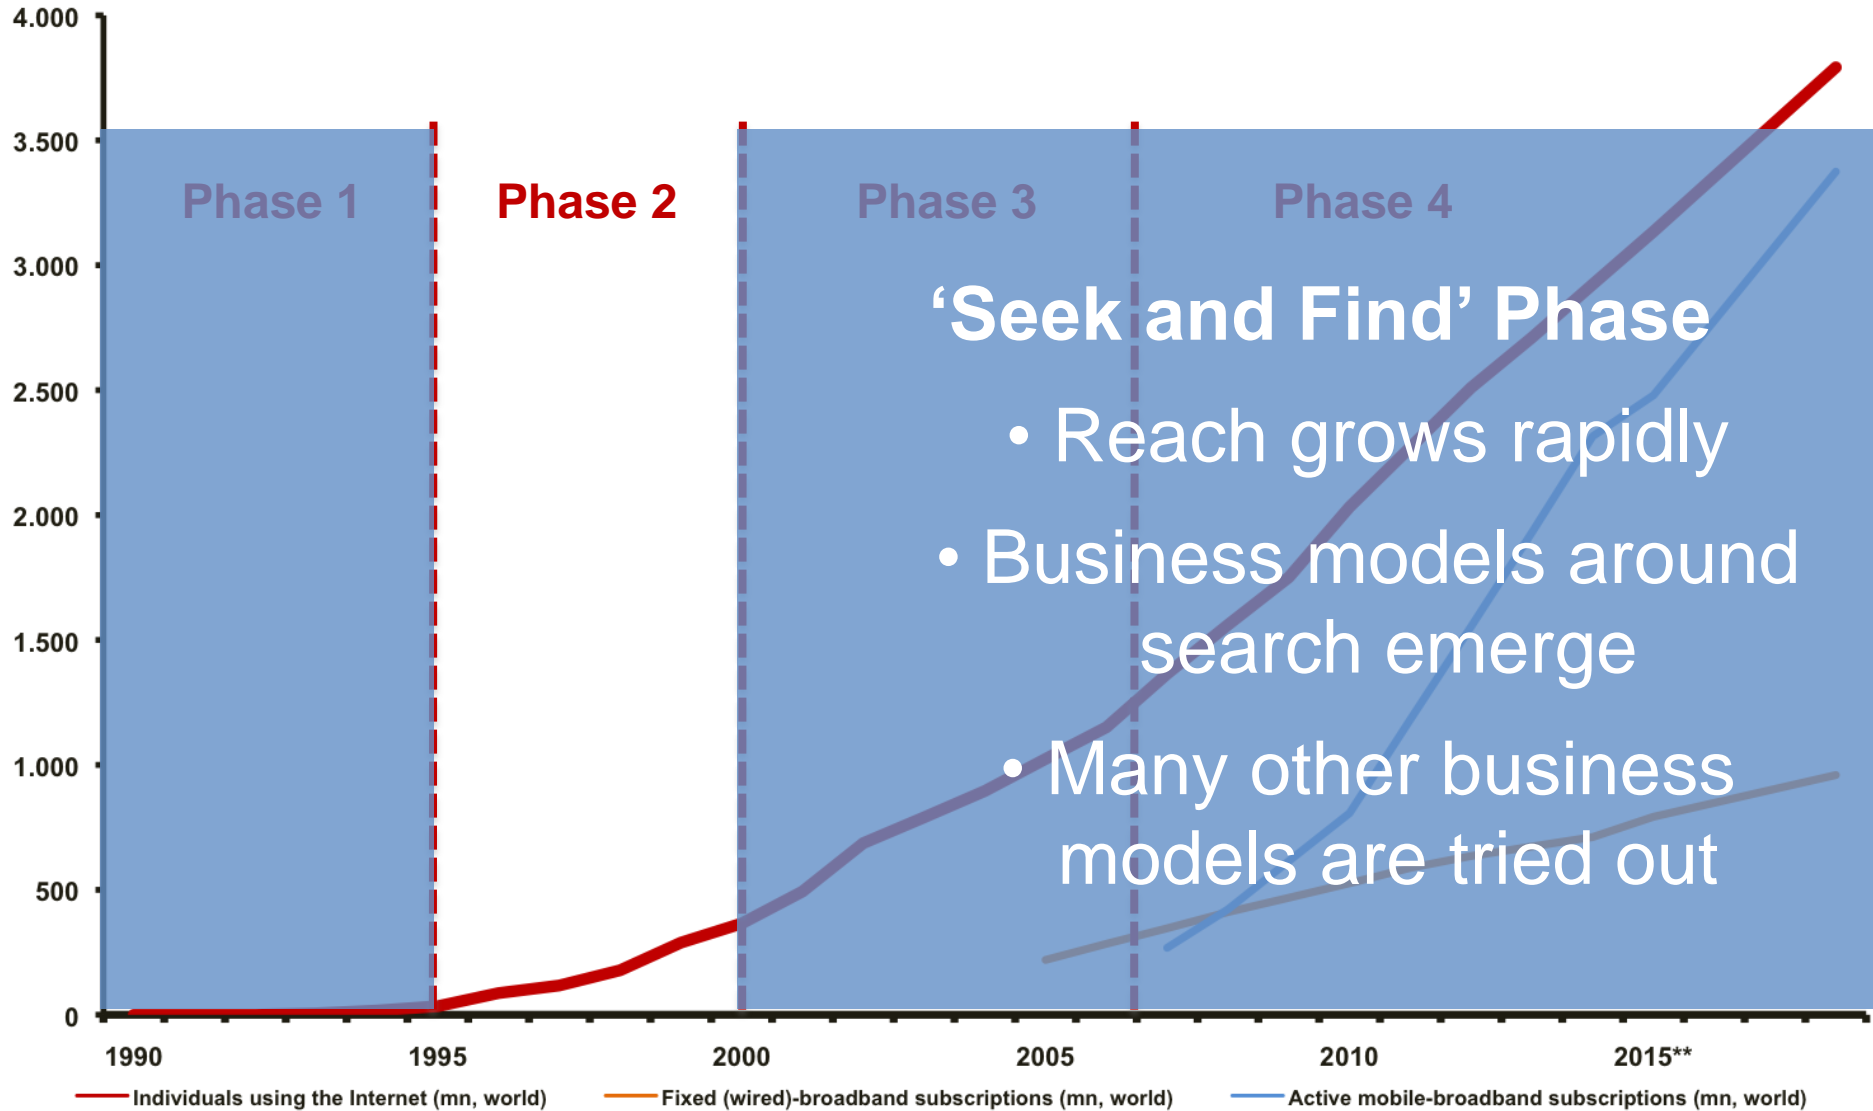 4.000
3.500
3.000
2.500
2.000
1.500
1.000
500
0
Phase 1
Phase 2
Phase 3
Phase 4
‘Seek and Find’ Phase
• Reach grows rapidly
• Business models around
search emerge
• Many other business
models are tried out
1990
1995
2000
2005
2010
2015**
Individuals using the Internet (mn, world)
Fixed (wired)-broadband subscriptions (mn, world)
Active mobile-broadband subscriptions (mn, world)